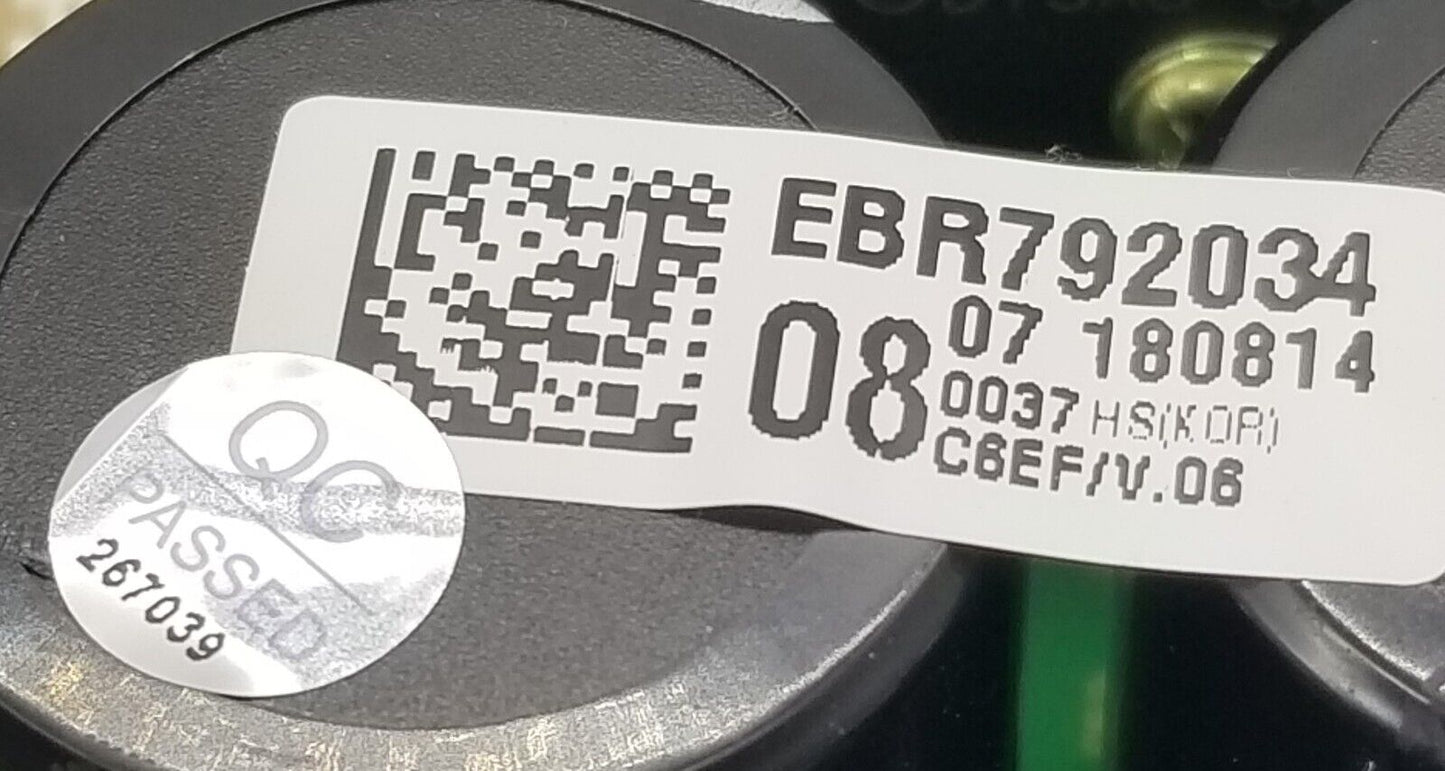 EBR792034
08
07 180814
0037 HS(KOR)
C6EF/V.06
QC
PASSED
267039